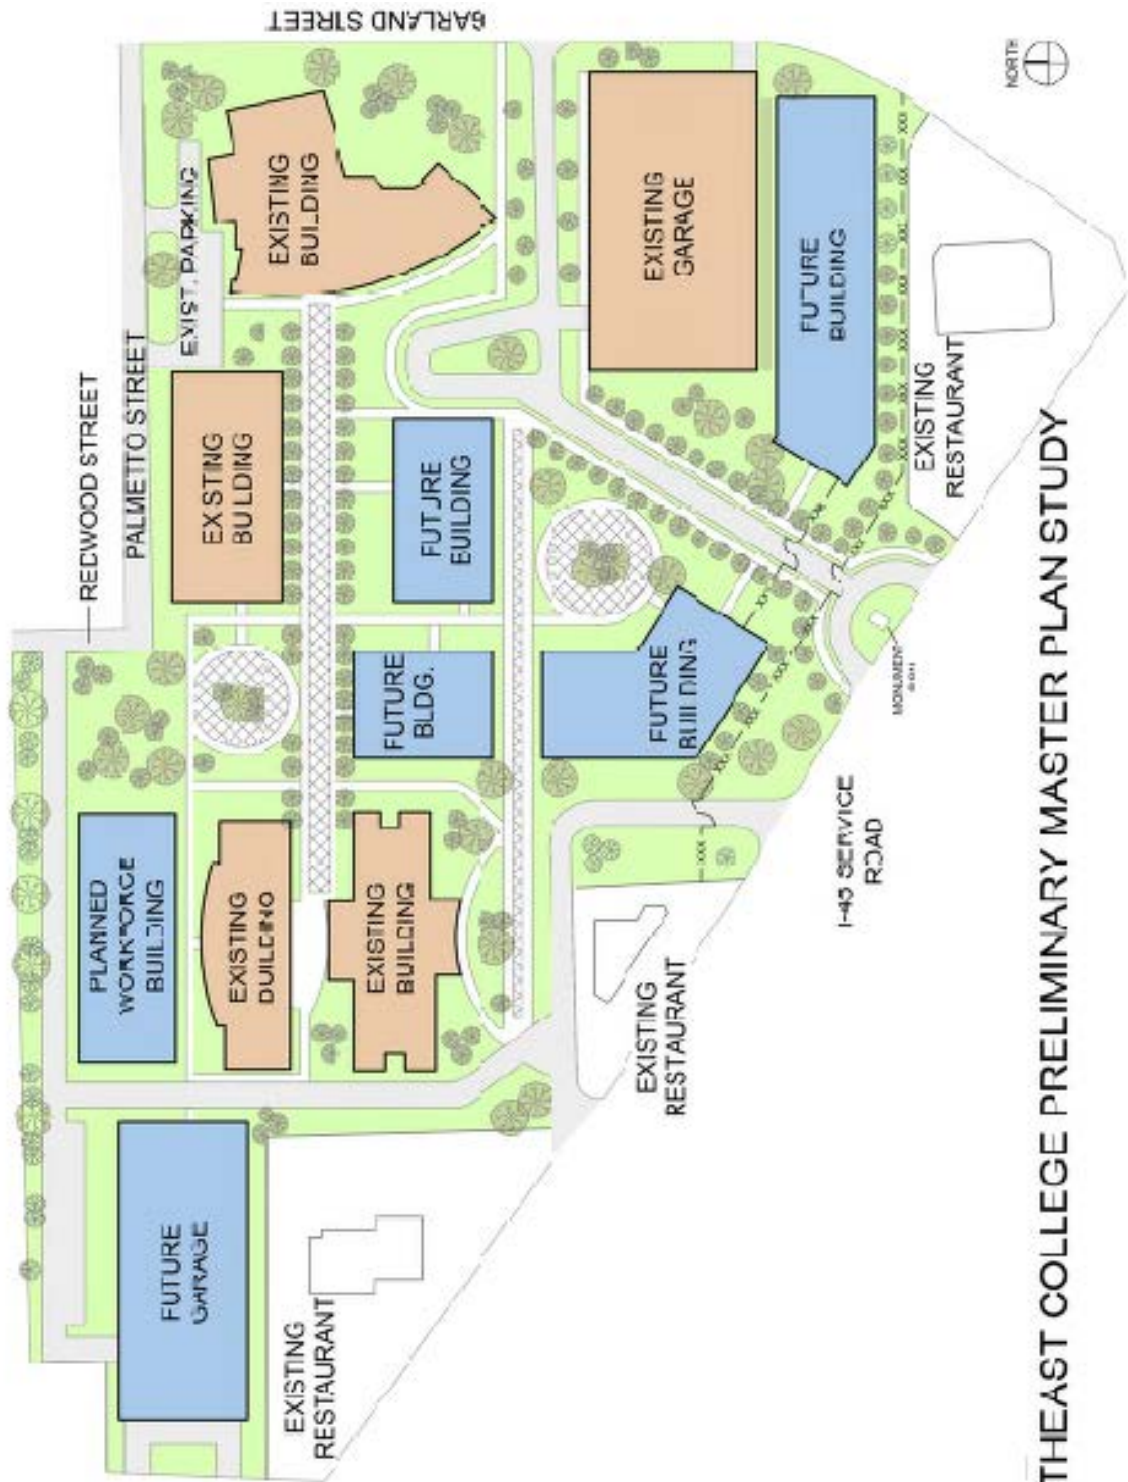 GARLAND STREET
NORTH
REDWOOD STREET
PALMETTO STREET
EXIST. PARKING
EXISTING
BUILDING
EXISTING
GARAGE
FUTURE
BUILDING
EXISTING
RESTAURANT
EXISTING
BUILDING
FUTURE
BUILDING
FUTURE
BLDG.
FUTURE
BUILDING
MONUMENT
SIGN
PLANNED
WORKFORCE
BUILDING
EXISTING
BUILDING
EXISTING
BUILDING
EXISTING
RESTAURANT
I-45 SERVICE
ROAD
FUTURE
GARAGE
EXISTING
RESTAURANT
THEAST COLLEGE PRELIMINARY MASTER PLAN STUDY